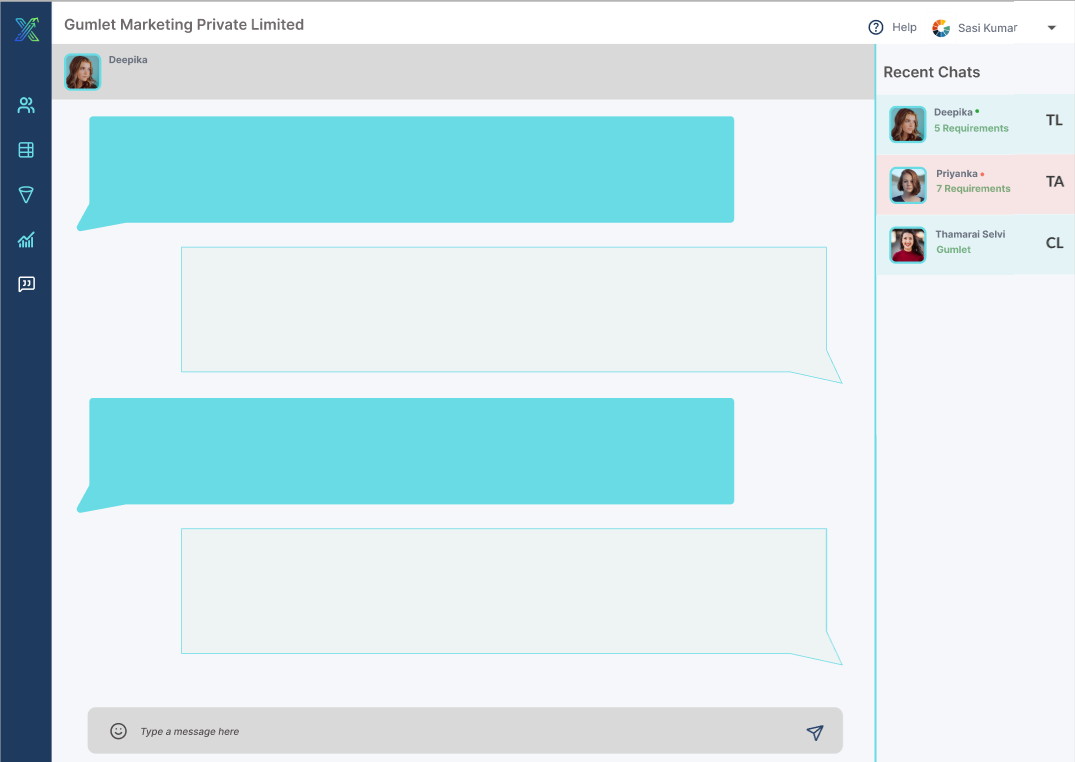 Gumlet Marketing Private Limited
Help
Sasi Kumar
Deepika
Recent Chats
Deepika
5 Requirements
TL
Priyanka
7 Requirements
TA
Thamarai Selvi
Gumlet
CL
Type a message here